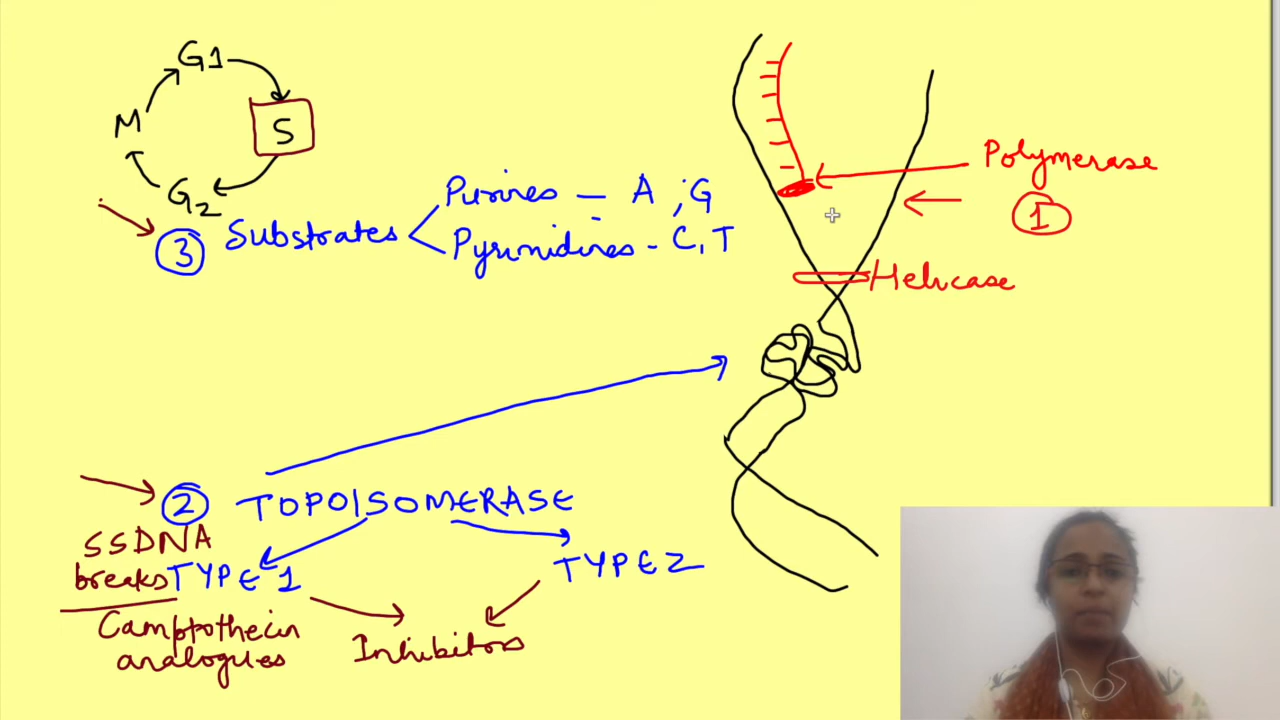 G1
S
M
G2
3 Substrates
Purines - A, G
Pyrimidines - C, T
Polymerase
1
Helicase
2 TOPOISOMERASE
SSDNA
breaks TYPE 1
TYPE 2
Camptothecin
analogues
Inhibitors